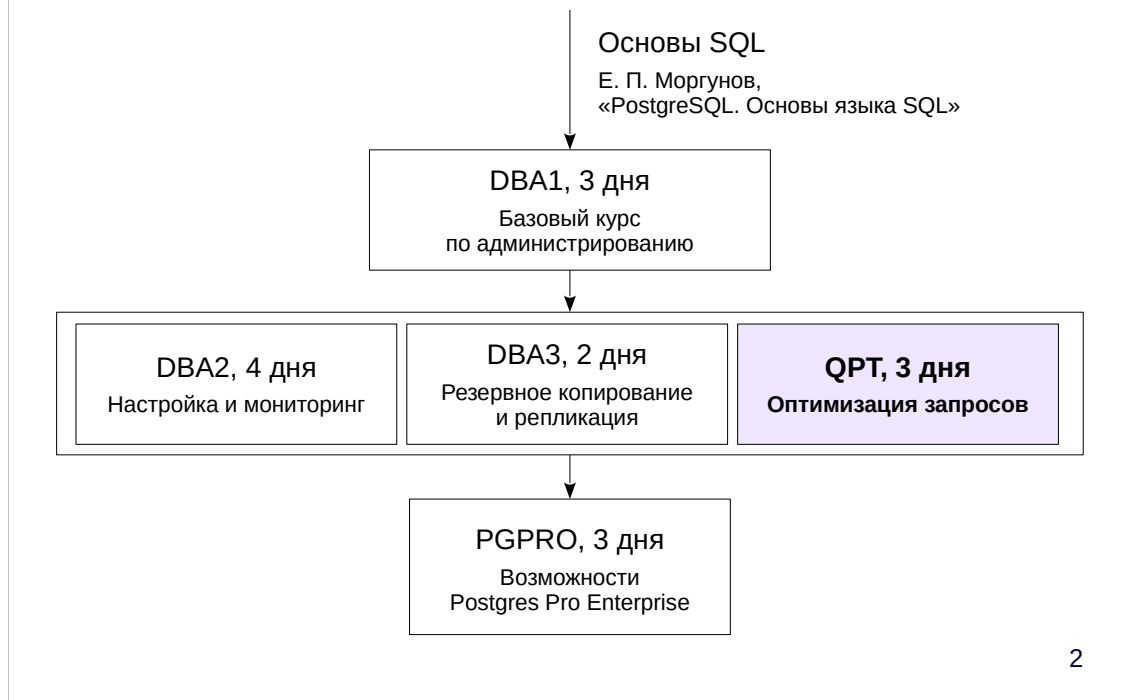 Основы SQL
Е. П. Моргунов,
«PostgreSQL. Основы языка SQL»
DBA1, 3 дня
Базовый курс
по администрированию
DBA2, 4 дня
Настройка и мониторинг
DBA3, 2 дня
Резервное копирование
и репликация
QPT, 3 дня
Оптимизация запросов
PGPRO, 3 дня
Возможности
Postgres Pro Enterprise
2